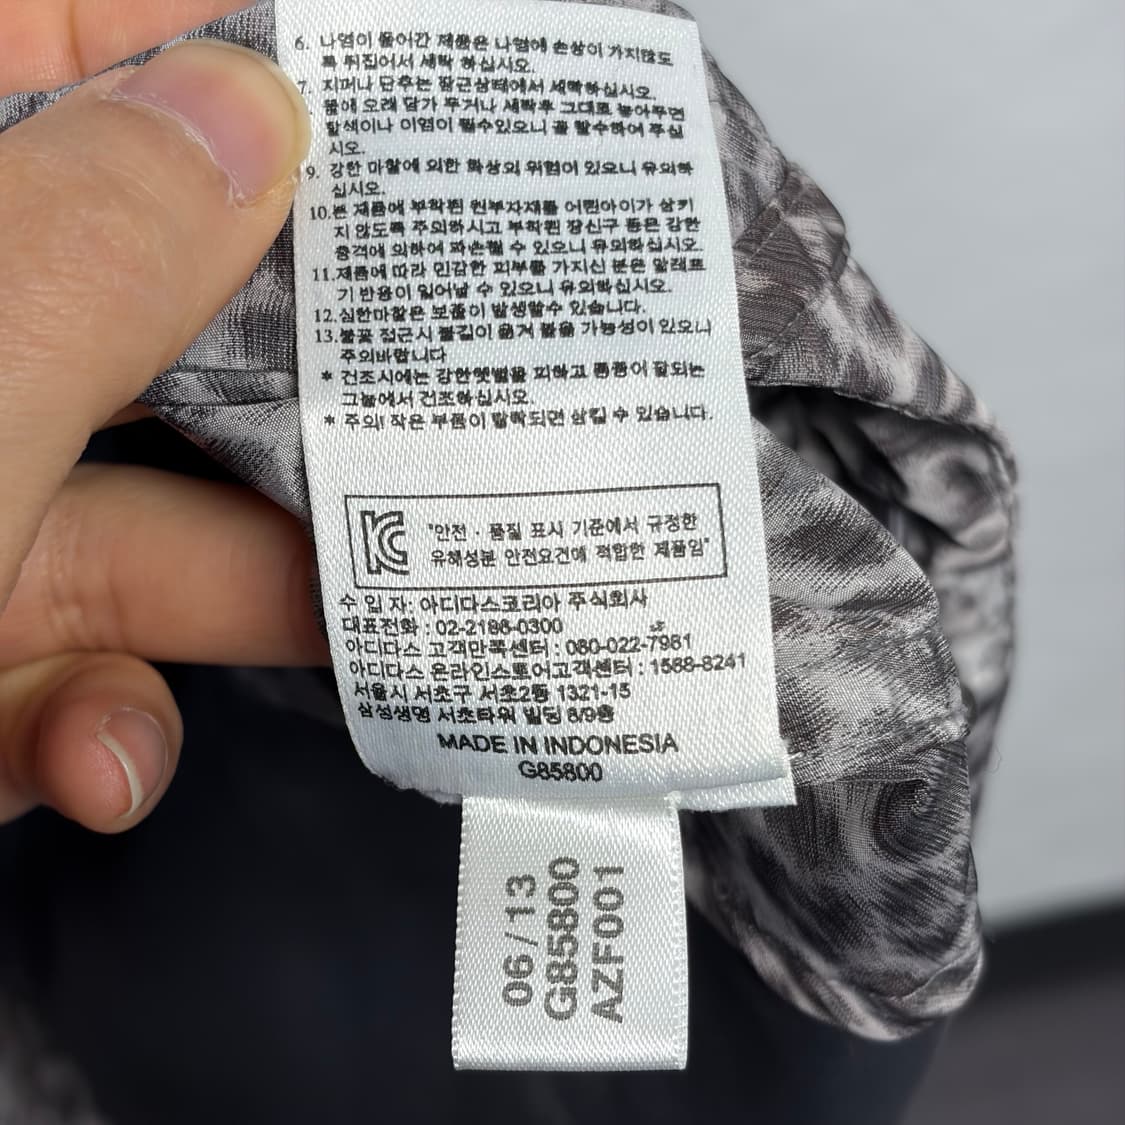 6. 나염이 들어간 제품은 나염에 손상이 가지않도
록 뒤집어서 세탁 하십시오.
7. 지퍼나 단추는 잠근상태에서 세탁하십시오.
물에 오래 담가 두거나 세탁후 그대로 놓아두면
탈색이나 이염이 될수있으니 곧 탈수하여 주십
시오.
9. 강한 마찰에 의한 화상의 위험이 있으니 유의하
십시오.
10.본 제품에 부착된 원부자재를 어린아이가 삼키
지 않도록 주의하시고 부착된 장신구 등은 강한
충격에 의하여 파손될 수 있으니 유의하십시오.
11.제품에 따라 민감한 피부를 가지신 분은 알레르
기 반응이 일어날 수 있으니 유의하십시오.
12.심한마찰은 보풀이 발생할수 있습니다.
13.불꽃 접근시 불길이 옮겨 붙을 가능성이 있으니
주의바랍니다
* 건조시에는 강한햇볕을 피하고 통풍이 잘되는
그늘에서 건조하십시오.
* 주의! 작은 부품이 탈락되면 삼킬 수 있습니다.
"안전 · 품질 표시 기준에서 규정한
유해성분 안전요건에 적합한 제품임"
수 입 자: 아디다스코리아 주식회사
대표전화 : 02-2186-0300
아디다스 고객만족센터 : 080-022-7981
아디다스 온라인스토어고객센터 : 1588-8241
서울시 서초구 서초2동 1321-15
삼성생명 서초타워 빌딩 8/9층
MADE IN INDONESIA
G85800
06/13
G85800
AZF001